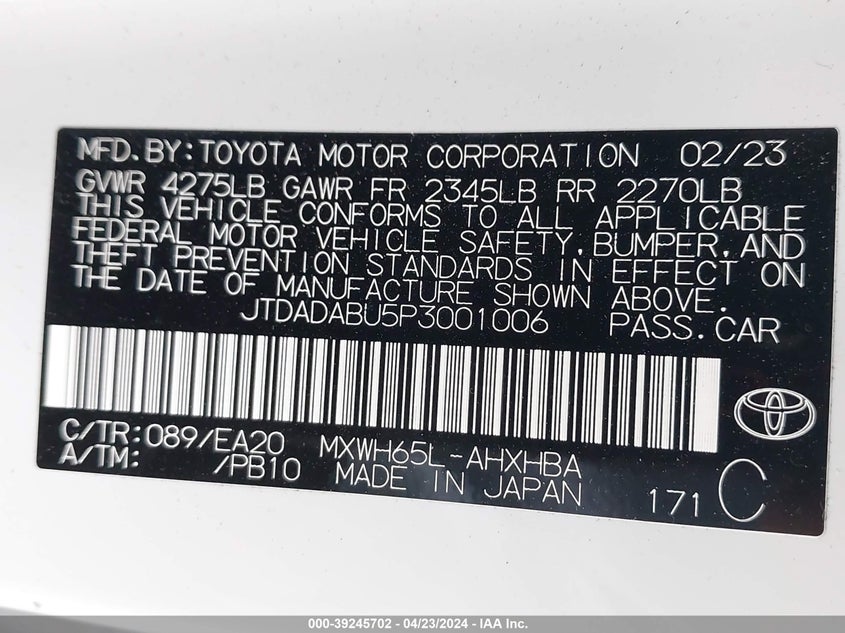 MFD.BY:TOYOTA MOTOR CORPORATION 02/23
GVWR 4275LB GAWR FR 2345LB RR 2270LB
THIS VEHICLE CONFORMS TO ALL APPLICABLE
FEDERAL MOTOR VEHICLE SAFETY,BUMPER,AND
THEFT PREVENTION STANDARDS IN EFFECT ON
THE DATE OF MANUFACTURE SHOWN ABOVE.
JTDADABU5P3001006 PASS.CAR
C/TR:089/EA20 MXWH65L-AHXHBA
A/TM: /PB10 MADE IN JAPAN 171 C
000-39245702 - 04/23/2024 - IAA Inc.